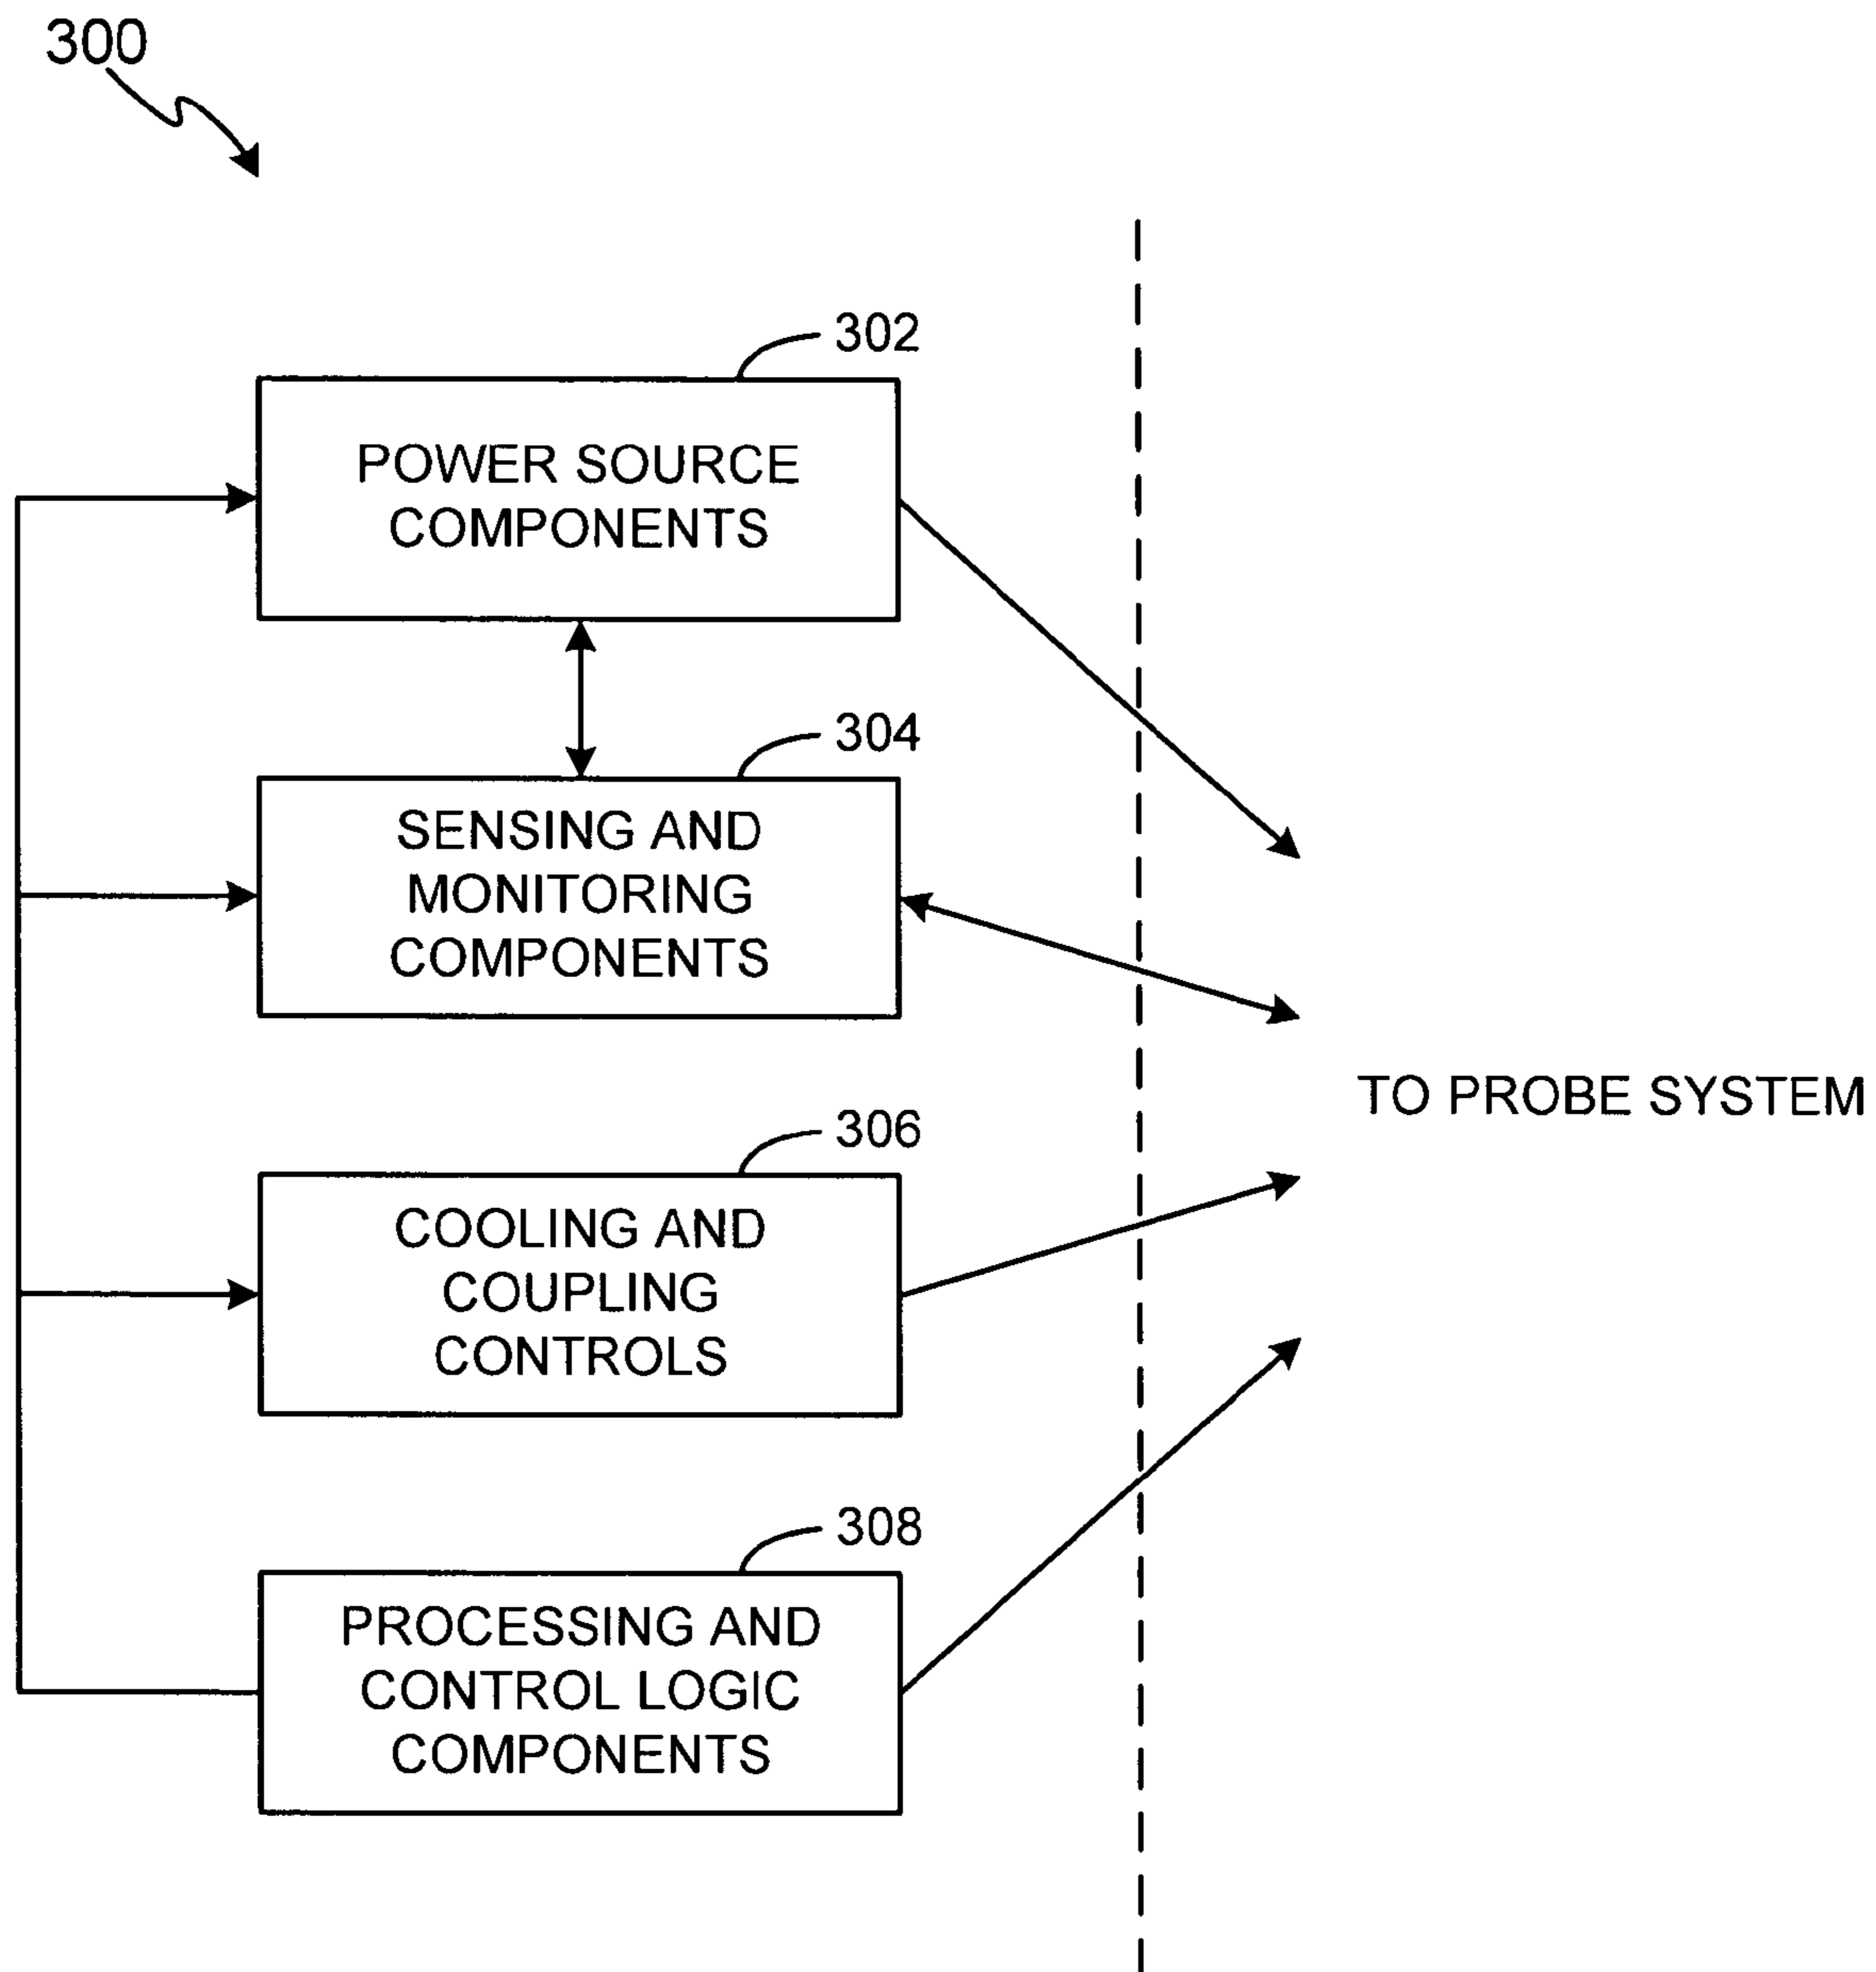 300
302
POWER SOURCE
COMPONENTS
304
SENSING AND
MONITORING
COMPONENTS
TO PROBE SYSTEM
306
COOLING AND
COUPLING
CONTROLS
308
PROCESSING AND
CONTROL LOGIC
COMPONENTS